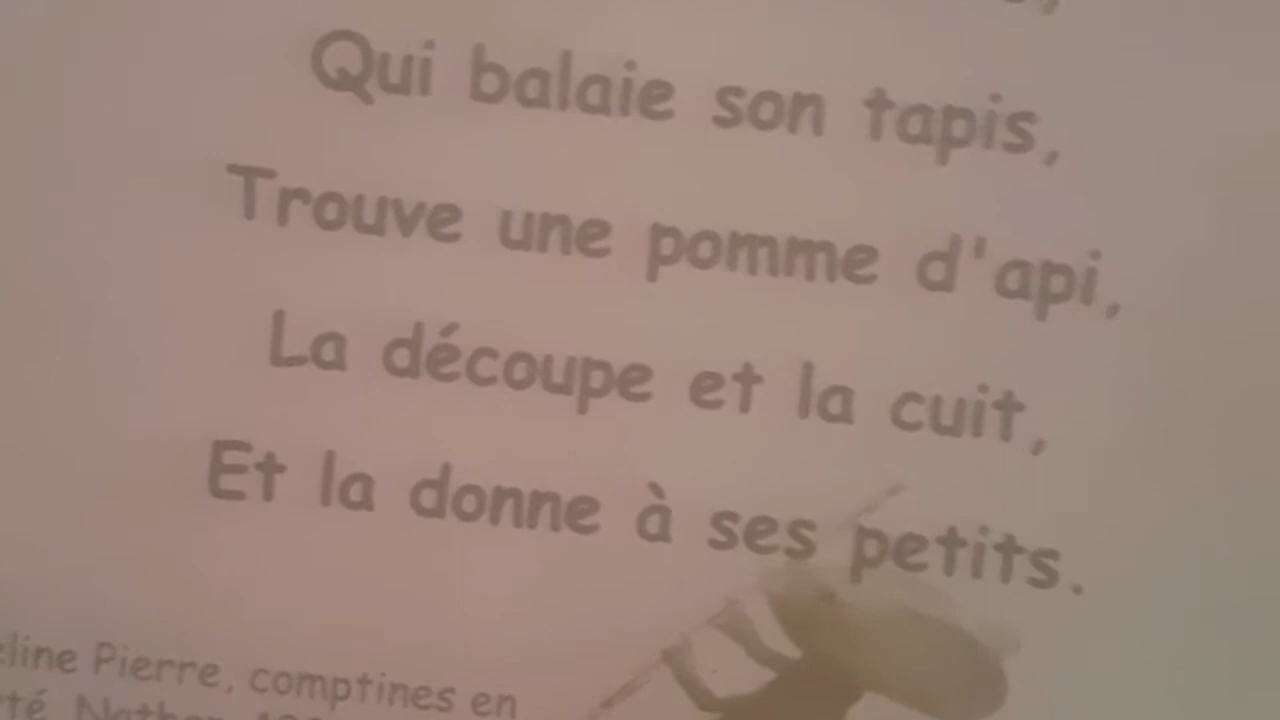 Qui balaie son tapis,
Trouve une pomme d'api,
La découpe et la cuit,
Et la donne à ses petits.
Pierre, comptines en